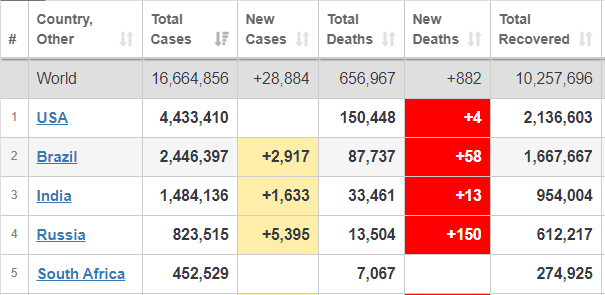 # Country, Other Total Cases New Cases Total Deaths New Deaths Total Recovered
World 16,664,856 +28,884 656,967 +882 10,257,696
1 USA 4,433,410 150,448 +4 2,136,603
2 Brazil 2,446,397 +2,917 87,737 +58 1,667,667
3 India 1,484,136 +1,633 33,461 +13 954,004
4 Russia 823,515 +5,395 13,504 +150 612,217
5 South Africa 452,529 7,067 274,925